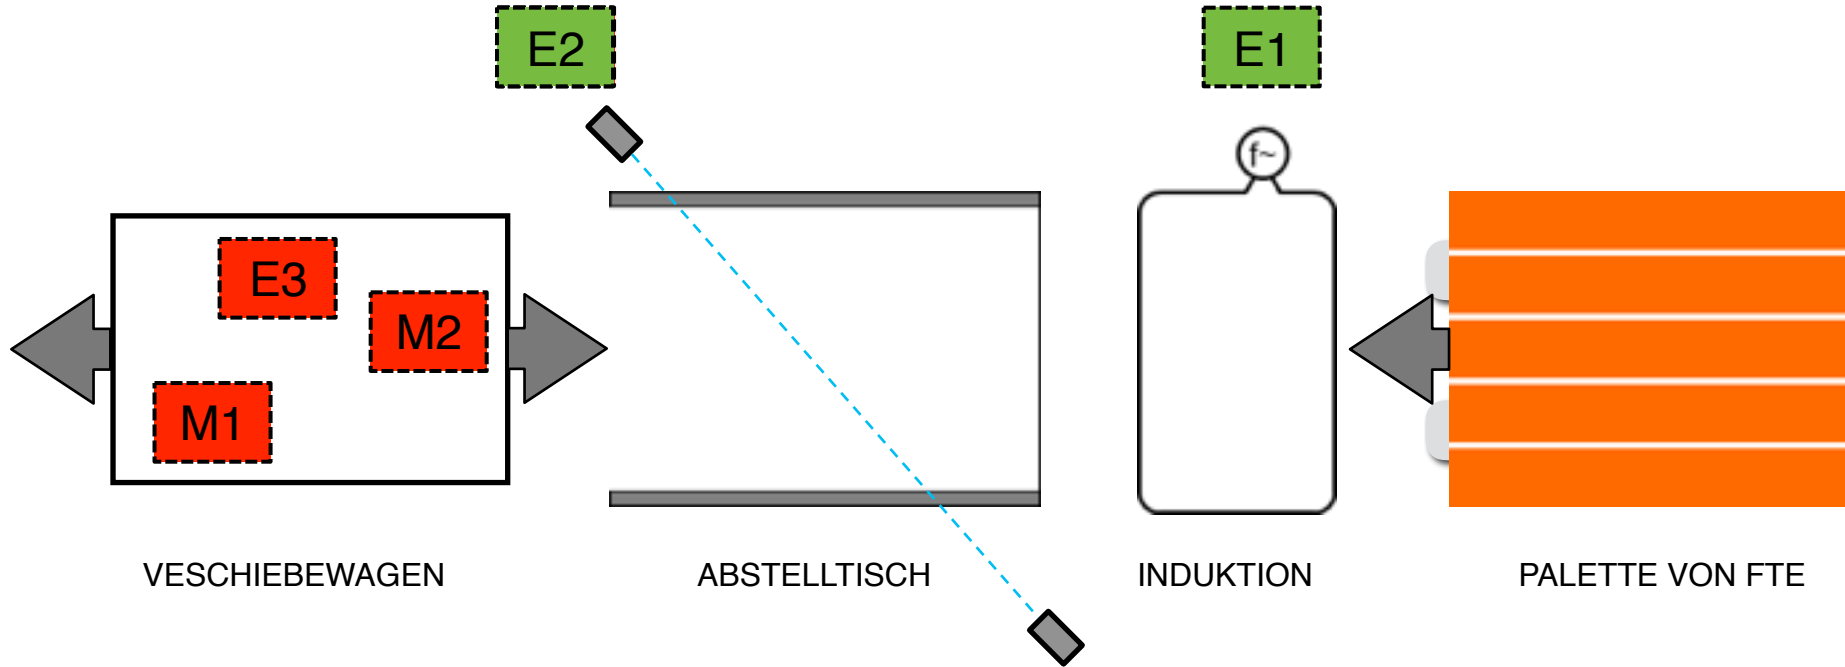 E2
E1
f~
E3
M2
M1
VESCHIEBEWAGEN
ABSTELLTISCH
INDUKTION
PALETTE VON FTE